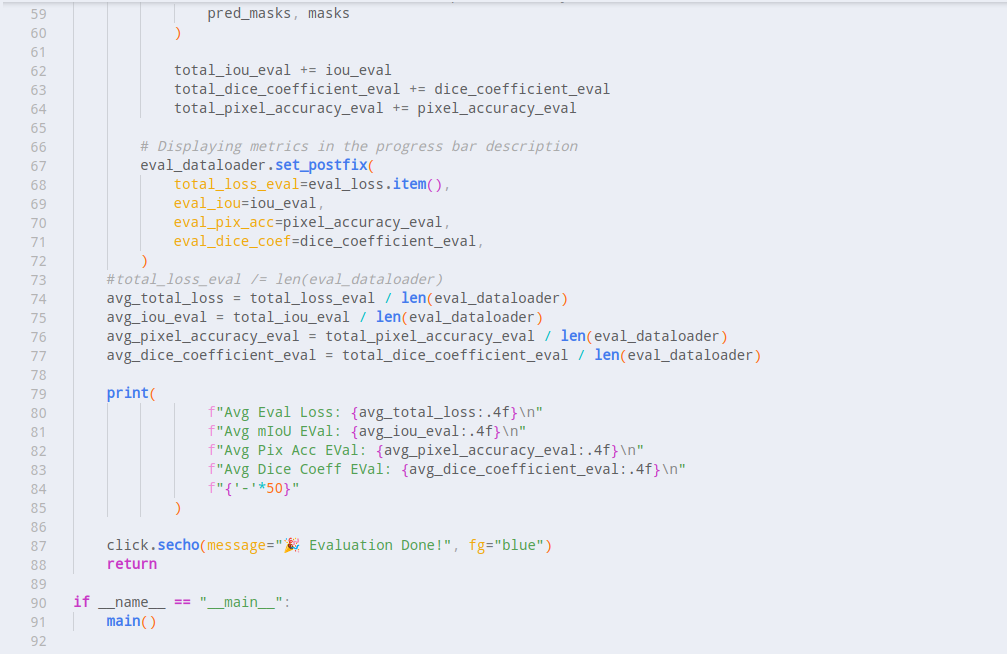 59 pred_masks, masks
60 )
61
62 total_iou_eval += iou_eval
63 total_dice_coefficient_eval += dice_coefficient_eval
64 total_pixel_accuracy_eval += pixel_accuracy_eval
65
66 # Displaying metrics in the progress bar description
67 eval_dataloader.set_postfix(
68 total_loss_eval=eval_loss.item(),
69 eval_iou=iou_eval,
70 eval_pix_acc=pixel_accuracy_eval,
71 eval_dice_coef=dice_coefficient_eval,
72 )
73 #total_loss_eval /= len(eval_dataloader)
74 avg_total_loss = total_loss_eval / len(eval_dataloader)
75 avg_iou_eval = total_iou_eval / len(eval_dataloader)
76 avg_pixel_accuracy_eval = total_pixel_accuracy_eval / len(eval_dataloader)
77 avg_dice_coefficient_eval = total_dice_coefficient_eval / len(eval_dataloader)
78
79 print(
80 f"Avg Eval Loss: {avg_total_loss:.4f}\n"
81 f"Avg mIoU EVal: {avg_iou_eval:.4f}\n"
82 f"Avg Pix Acc EVal: {avg_pixel_accuracy_eval:.4f}\n"
83 f"Avg Dice Coeff EVal: {avg_dice_coefficient_eval:.4f}\n"
84 f"{'-'*50}"
85 )
86
87 click.secho(message="🎉 Evaluation Done!", fg="blue")
88 return
89
90 if __name__ == "__main__":
91 main()
92